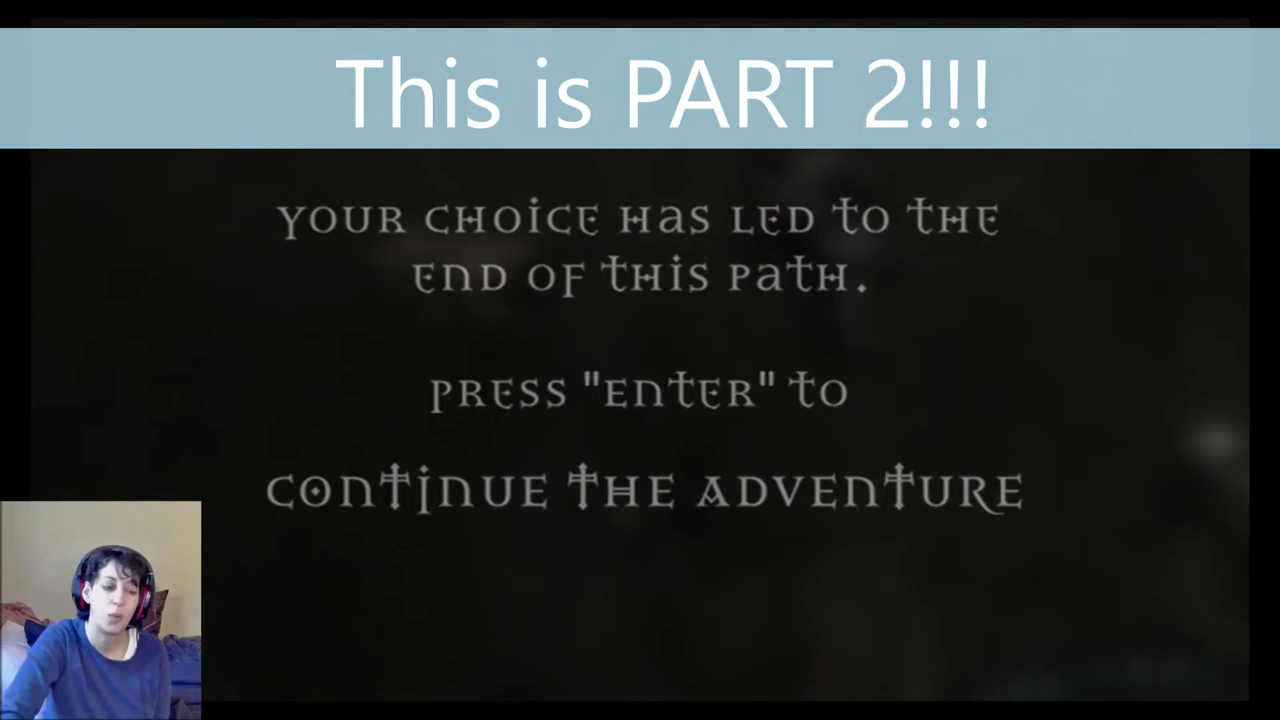 This is PART 2!!!
YOUR CHOICE HAS LED TO THE
END OF THIS PATH.
PRESS "ENTER" TO
CONTINUE THE ADVENTURE